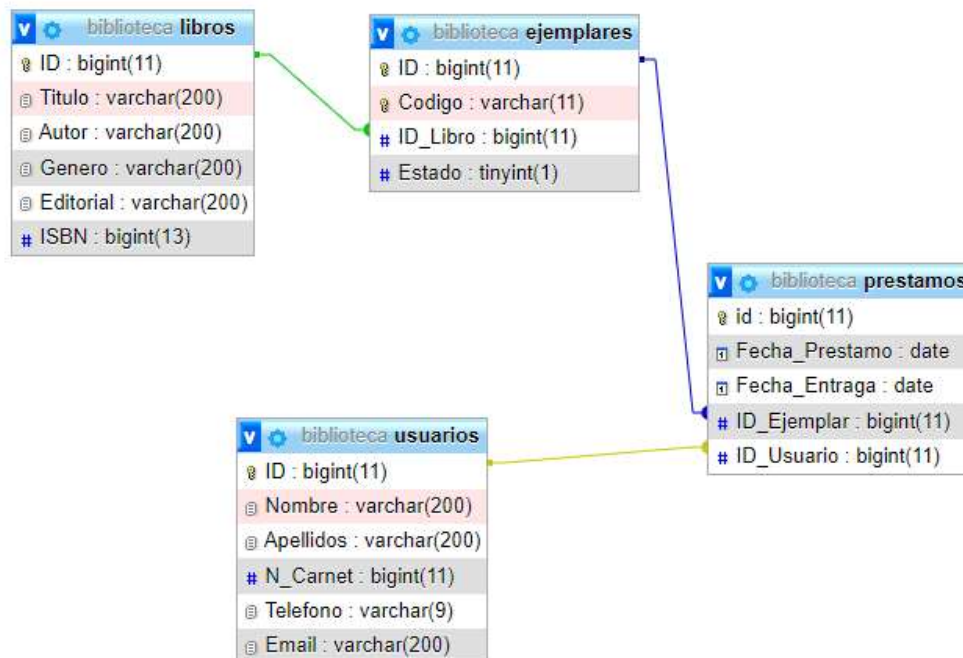 biblioteca libros
ID : bigint(11)
Titulo : varchar(200)
Autor : varchar(200)
Genero : varchar(200)
Editorial : varchar(200)
# ISBN : bigint(13)
biblioteca ejemplares
ID : bigint(11)
Codigo : varchar(11)
# ID_Libro : bigint(11)
# Estado : tinyint(1)
biblioteca prestamos
id : bigint(11)
Fecha_Prestamo : date
Fecha_Entraga : date
# ID_Ejemplar : bigint(11)
# ID_Usuario : bigint(11)
biblioteca usuarios
ID : bigint(11)
Nombre : varchar(200)
Apellidos : varchar(200)
# N_Carnet : bigint(11)
Telefono : varchar(9)
Email : varchar(200)